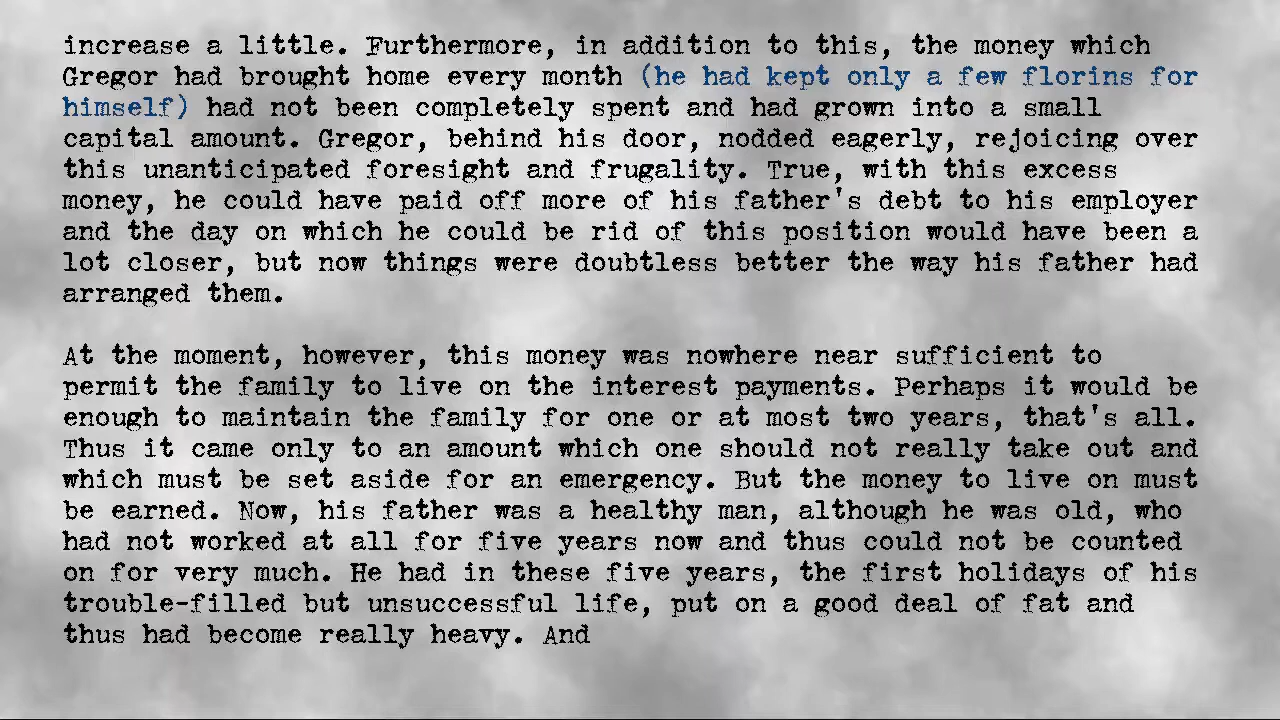 increase a little. Furthermore, in addition to this, the money which
Gregor had brought home every month (he had kept only a few florins for
himself) had not been completely spent and had grown into a small
capital amount. Gregor, behind his door, nodded eagerly, rejoicing over
this unanticipated foresight and frugality. True, with this excess
money, he could have paid off more of his father's debt to his employer
and the day on which he could be rid of this position would have been a
lot closer, but now things were doubtless better the way his father had
arranged them.

At the moment, however, this money was nowhere near sufficient to
permit the family to live on the interest payments. Perhaps it would be
enough to maintain the family for one or at most two years, that's all.
Thus it came only to an amount which one should not really take out and
which must be set aside for an emergency. But the money to live on must
be earned. Now, his father was a healthy man, although he was old, who
had not worked at all for five years now and thus could not be counted
on for very much. He had in these five years, the first holidays of his
trouble-filled but unsuccessful life, put on a good deal of fat and
thus had become really heavy. And